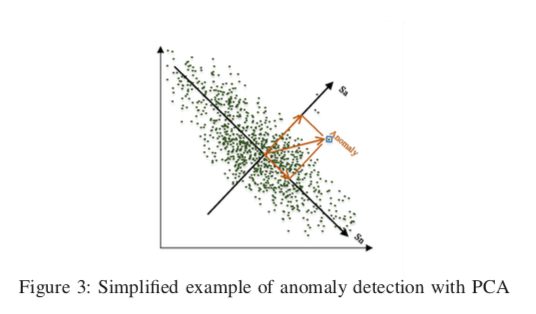 Sa
Anomaly
Sn
Figure 3: Simplified example of anomaly detection with PCA